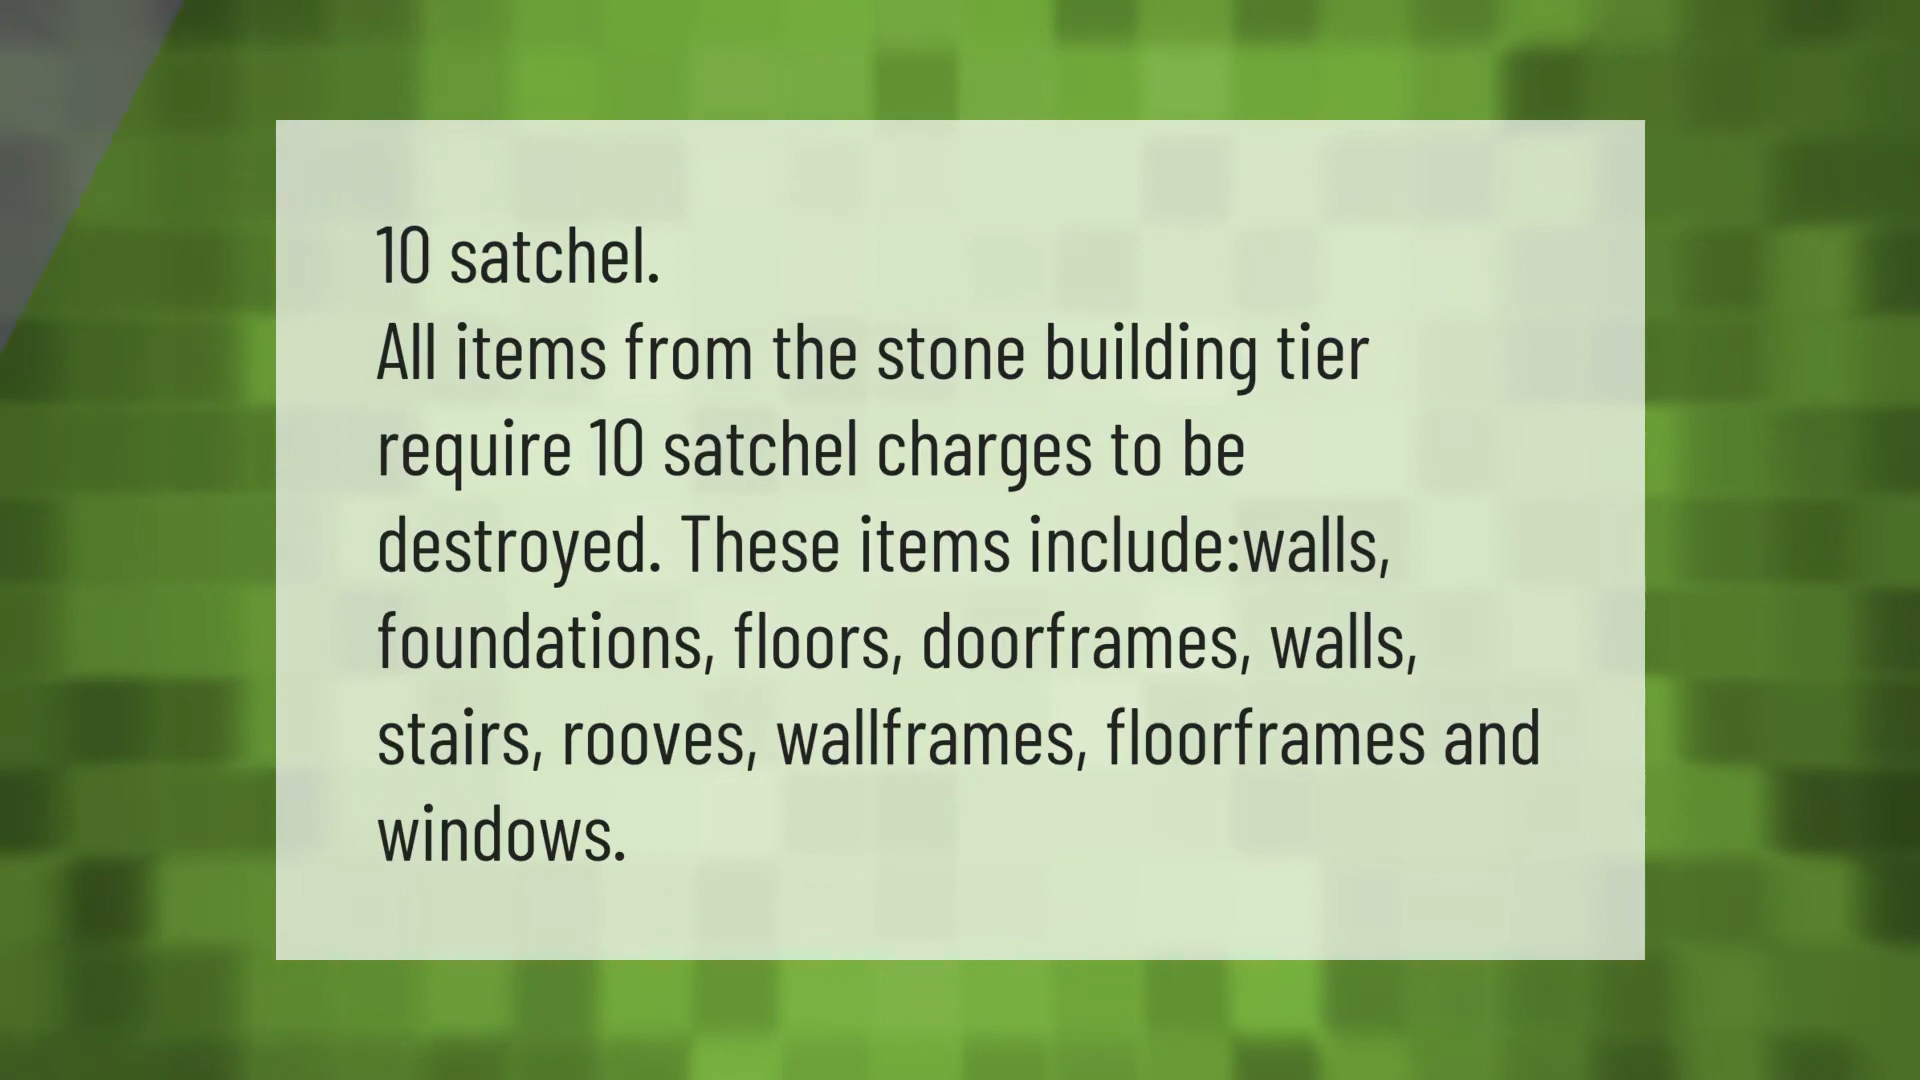 10 satchel.
All items from the stone building tier
require 10 satchel charges to be
destroyed. These items include:walls,
foundations, floors, doorframes, walls,
stairs, rooves, wallframes, floorframes and
windows.